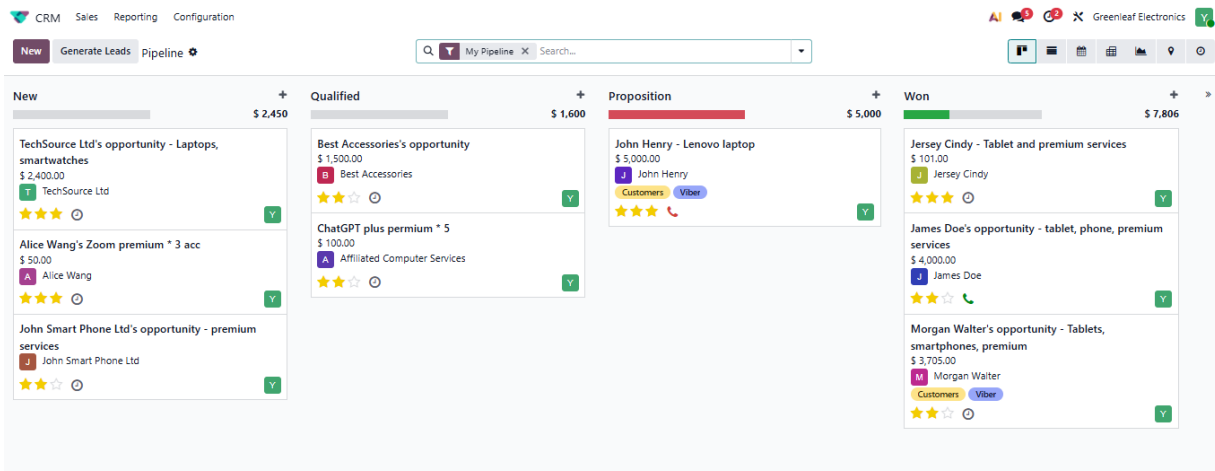 CRM Sales Reporting Configuration
AI 5 2 Greenleaf Electronics Y
New Generate Leads Pipeline
My Pipeline × Search...
New +
$ 2,450
TechSource Ltd's opportunity - Laptops,
smartwatches
$ 2,400.00
T TechSource Ltd
Y
Alice Wang's Zoom premium * 3 acc
$ 50.00
A Alice Wang
Y
John Smart Phone Ltd's opportunity - premium
services
J John Smart Phone Ltd
Y
Qualified +
$ 1,600
Best Accessories's opportunity
$ 1,500.00
B Best Accessories
Y
ChatGPT plus permium * 5
$ 100.00
A Affiliated Computer Services
Y
Proposition +
$ 5,000
John Henry - Lenovo laptop
$ 5,000.00
J John Henry
Customers Viber
Y
Won +
$ 7,806
Jersey Cindy - Tablet and premium services
$ 101.00
J Jersey Cindy
Y
James Doe's opportunity - tablet, phone, premium
services
$ 4,000.00
J James Doe
Y
Morgan Walter's opportunity - Tablets,
smartphones, premium
$ 3,705.00
M Morgan Walter
Customers Viber
Y